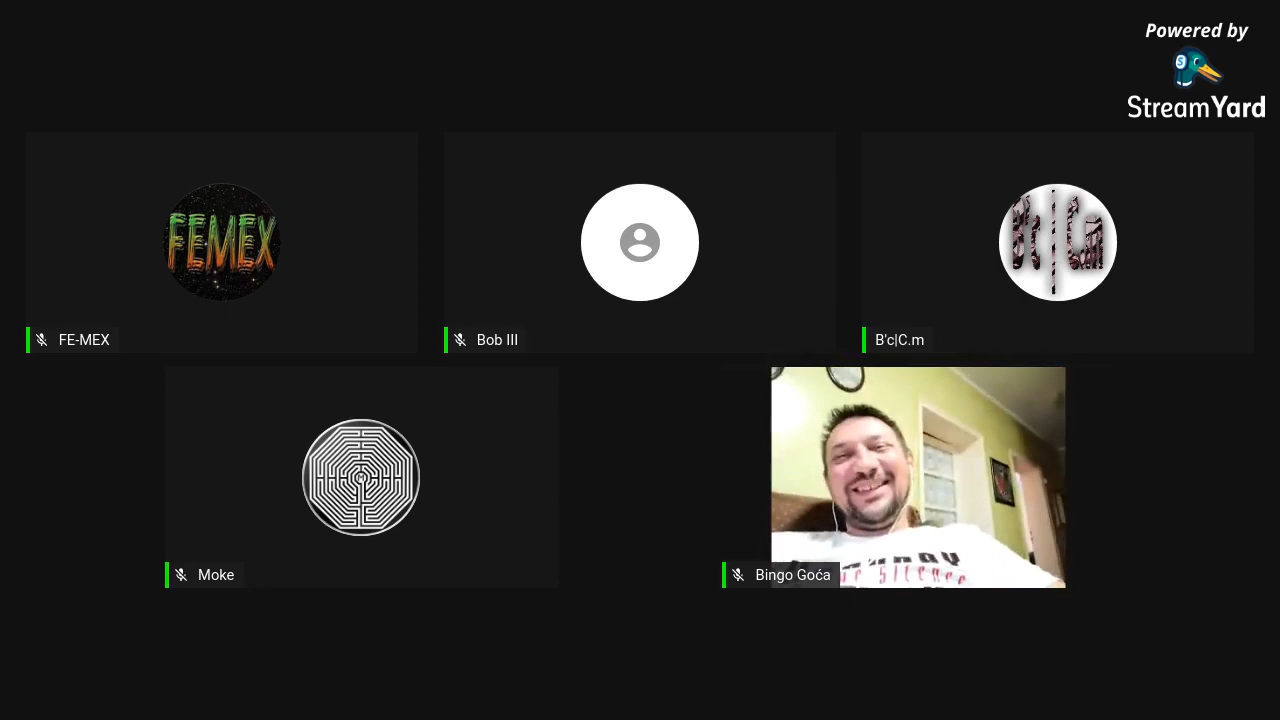 Powered by
StreamYard
FEMEX
B'c|C.m
FE-MEX
Bob III
B'c|C.m
Moke
Bingo Goća